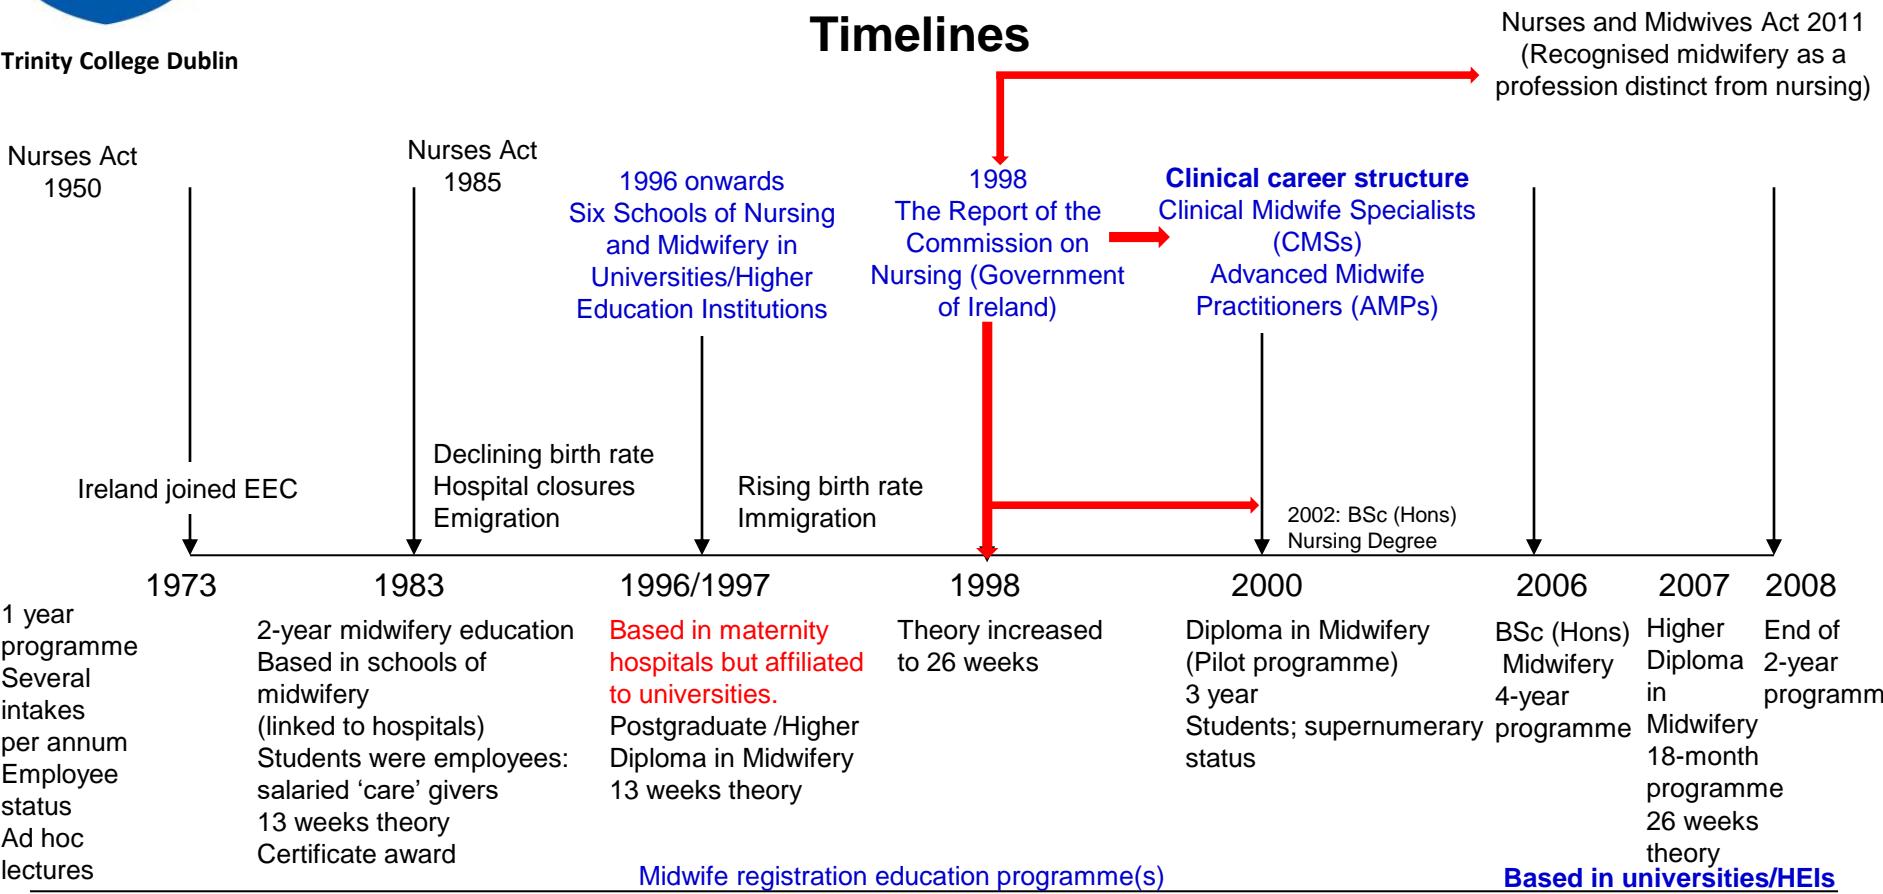 Trinity College Dublin
Timelines
Nurses and Midwives Act 2011
(Recognised midwifery as a
profession distinct from nursing)
Nurses Act
1950
Nurses Act
1985
1996 onwards
Six Schools of Nursing
and Midwifery in
Universities/Higher
Education Institutions
1998
The Report of the
Commission on
Nursing (Government
of Ireland)
Clinical career structure
Clinical Midwife Specialists
(CMSs)
Advanced Midwife
Practitioners (AMPs)
Ireland joined EEC
Declining birth rate
Hospital closures
Emigration
Rising birth rate
Immigration
2002: BSc (Hons)
Nursing Degree
1973
1 year
programme
Several
intakes
per annum
Employee
status
Ad hoc
lectures
1983
2-year midwifery education
Based in schools of
midwifery
(linked to hospitals)
Students were employees:
salaried ‘care’ givers
13 weeks theory
Certificate award
1996/1997
Based in maternity
hospitals but affiliated
to universities.
Postgraduate /Higher
Diploma in Midwifery
13 weeks theory
1998
Theory increased
to 26 weeks
2000
Diploma in Midwifery
(Pilot programme)
3 year
Students; supernumerary
status
2006
BSc (Hons)
Midwifery
4-year
programme
2007
Higher
Diploma
in
Midwifery
18-month
programme
26 weeks
theory
2008
End of
2-year
programm
Midwife registration education programme(s)
Based in universities/HEIs